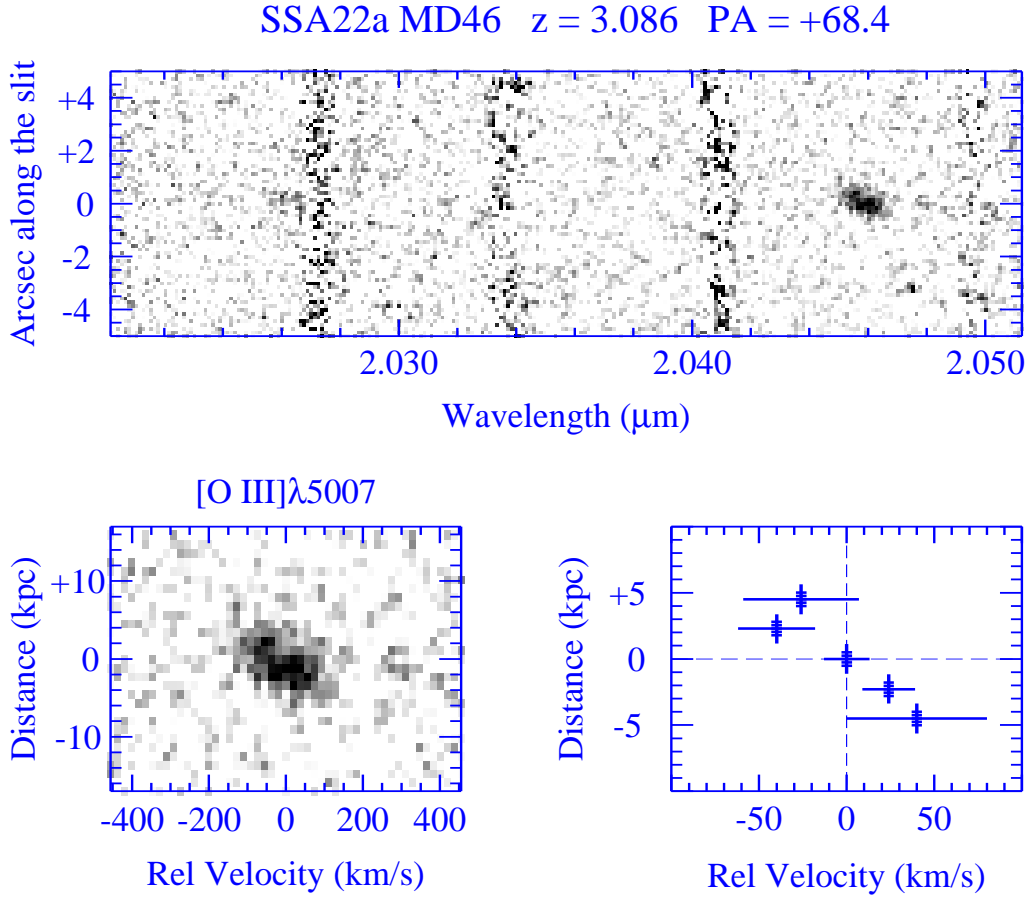 SSA22a MD46 z = 3.086 PA = +68.4
Arcsec along the slit
+4
+2
0
-2
-4
2.030 2.040 2.050
Wavelength (μm)
[O III]λ5007
Distance (kpc)
+10
0
-10
-400 -200 0 200 400
Rel Velocity (km/s)
Distance (kpc)
+5
0
-5
-50 0 50
Rel Velocity (km/s)